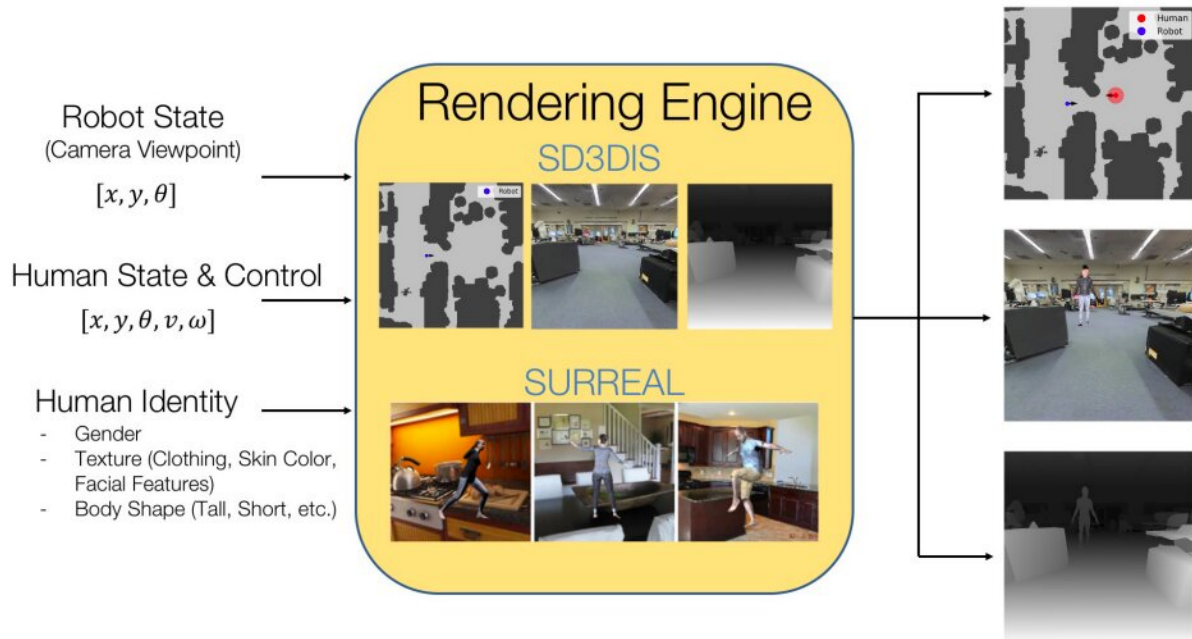 Robot State
(Camera Viewpoint)
[x, y, θ]
Human State & Control
[x, y, θ, v, ω]
Human Identity
- Gender
- Texture (Clothing, Skin Color,
Facial Features)
- Body Shape (Tall, Short, etc.)
Rendering Engine
SD3DIS
Robot
SURREAL
Human
Robot